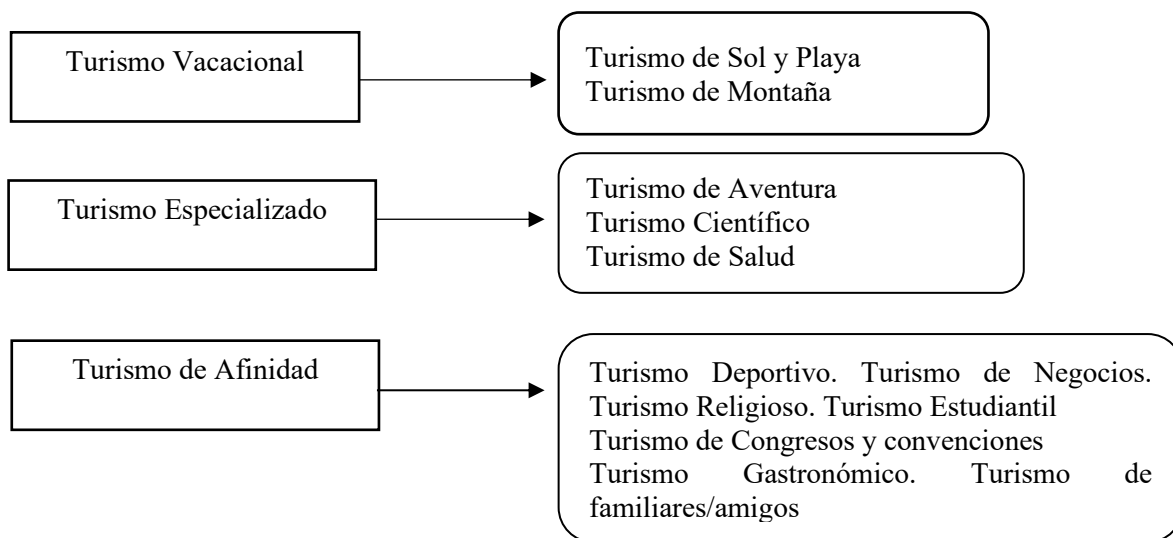 Turismo Vacacional
Turismo de Sol y Playa
Turismo de Montaña
Turismo Especializado
Turismo de Aventura
Turismo Científico
Turismo de Salud
Turismo de Afinidad
Turismo Deportivo. Turismo de Negocios.
Turismo Religioso. Turismo Estudiantil
Turismo de Congresos y convenciones
Turismo Gastronómico. Turismo de
familiares/amigos